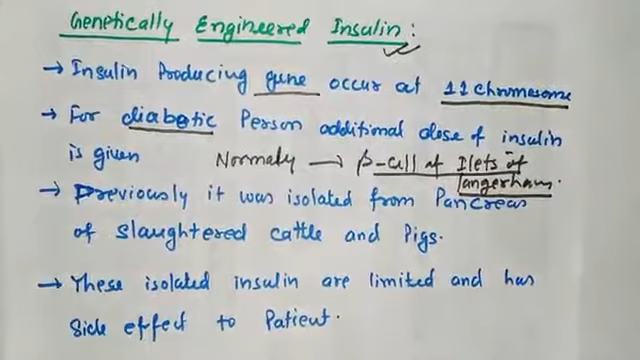 Genetically Engineered Insulin :
→ Insulin Producing gene occur at 11 chromosome
→ For diabetic Person additional dose of insulin
is given Normaly → β-cell of Ilets of
Langerhans.
→ Previously it was isolated from Pancreas
of slaughtered cattle and Pigs.
→ These isolated insulin are limited and has
Side effect to Patient.